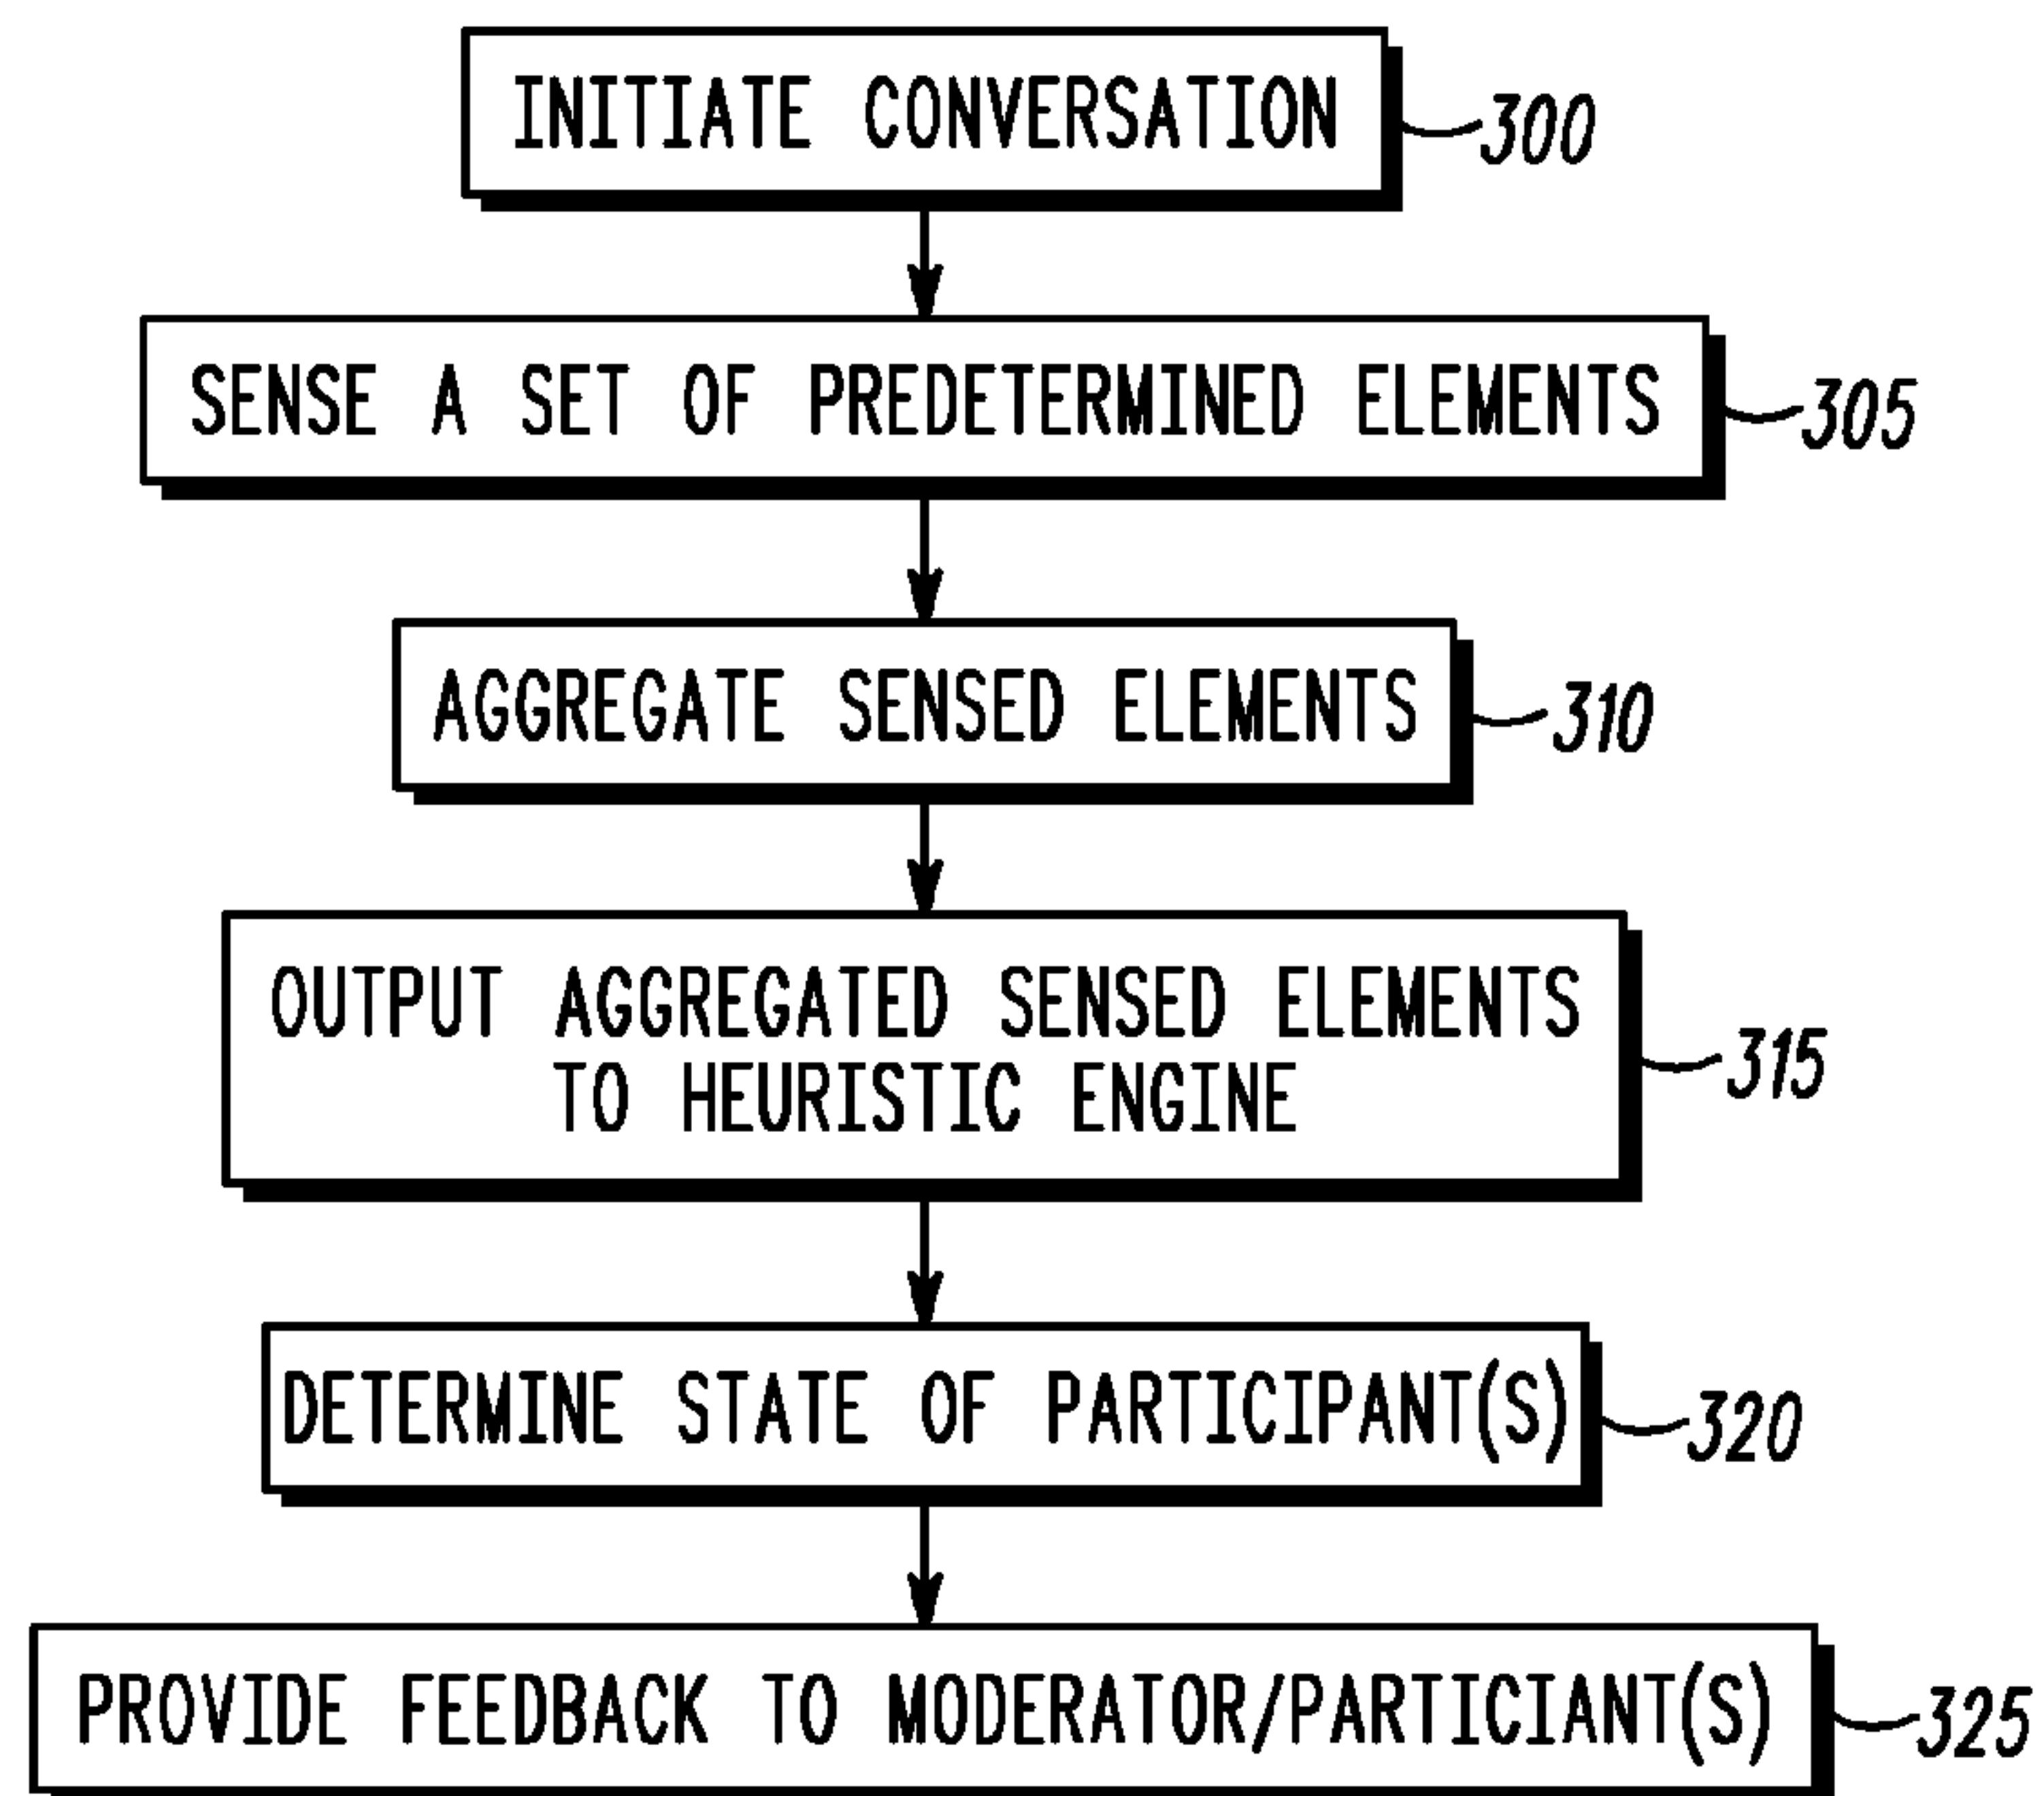 INITIATE CONVERSATION
300
SENSE A SET OF PREDETERMINED ELEMENTS
305
AGGREGATE SENSED ELEMENTS
310
OUTPUT AGGREGATED SENSED ELEMENTS
TO HEURISTIC ENGINE
315
DETERMINE STATE OF PARTICIPANT(S)
320
PROVIDE FEEDBACK TO MODERATOR/PARTICIANT(S)
325